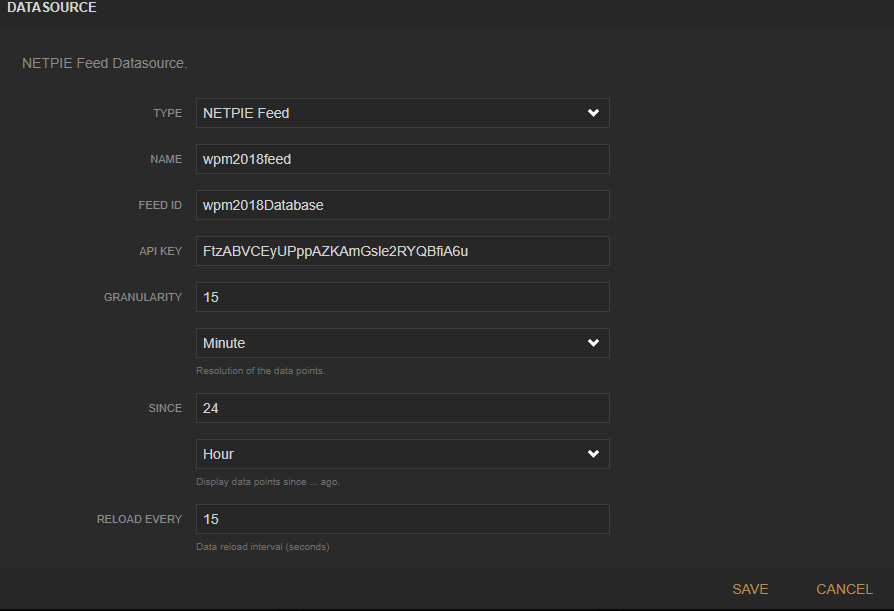 DATASOURCE
NETPIE Feed Datasource.
TYPE NETPIE Feed
NAME wpm2018feed
FEED ID wpm2018Database
API KEY FtzABVCEyUPppAZKAmGsle2RYQBfiA6u
GRANULARITY 15
Minute
Resolution of the data points.
SINCE 24
Hour
Display data points since ... ago.
RELOAD EVERY 15
Data reload interval (seconds)
SAVE CANCEL